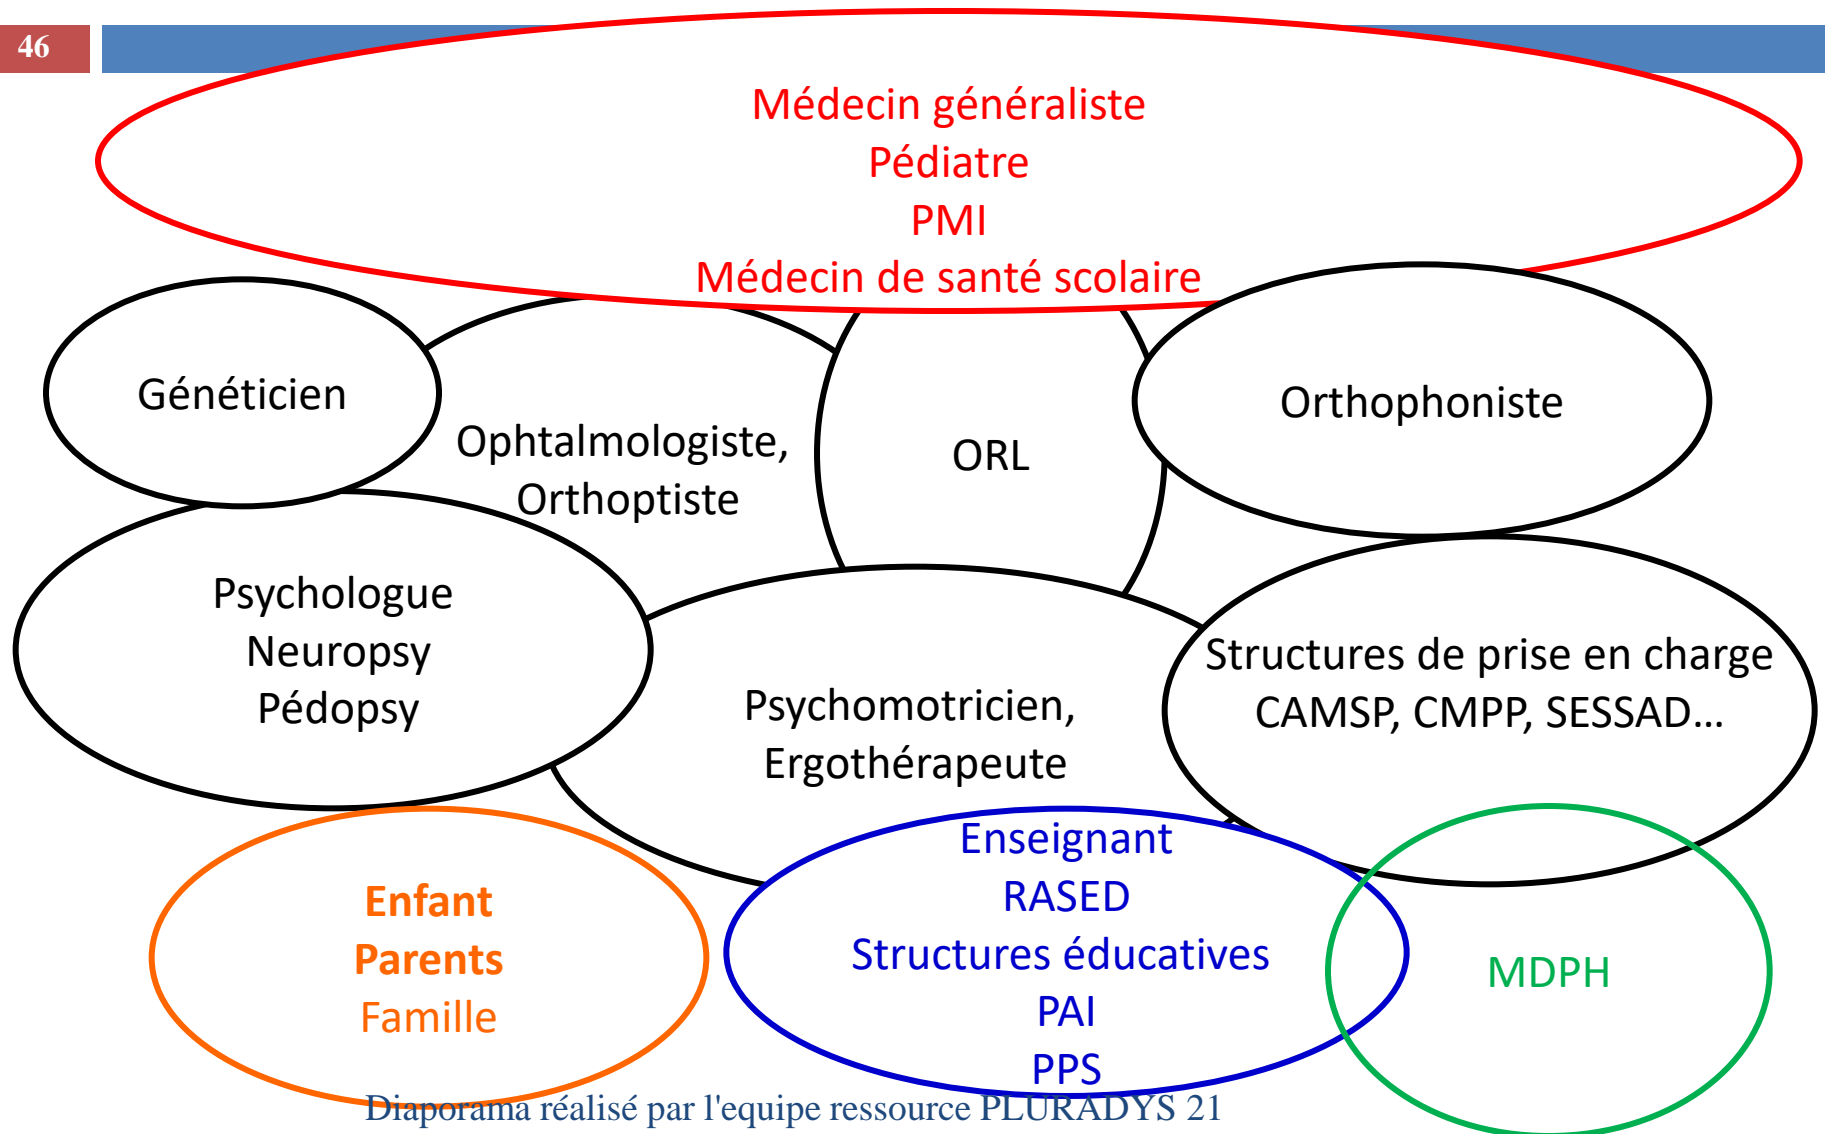 46
Médecin généraliste
Pédiatre
PMI
Médecin de santé scolaire
Généticien
Ophtalmologiste,
Orthoptiste
ORL
Orthophoniste
Psychologue
Neuropsy
Pédopsy
Psychomotricien,
Ergothérapeute
Structures de prise en charge
CAMSP, CMPP, SESSAD...
Enfant
Parents
Famille
Enseignant
RASED
Structures éducatives
PAI
PPS
MDPH
Diaporama réalisé par l'equipe ressource PLURADYS 21